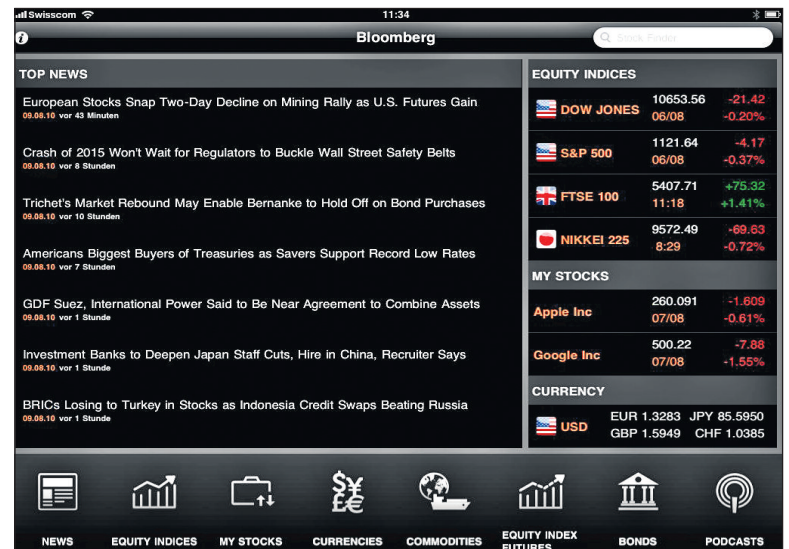 Swisscom 11:34
Bloomberg
Stock Finder
TOP NEWS
European Stocks Snap Two-Day Decline on Mining Rally as U.S. Futures Gain
09.08.10 vor 43 Minuten
Crash of 2015 Won't Wait for Regulators to Buckle Wall Street Safety Belts
09.08.10 vor 8 Stunden
Trichet's Market Rebound May Enable Bernanke to Hold Off on Bond Purchases
09.08.10 vor 10 Stunden
Americans Biggest Buyers of Treasuries as Savers Support Record Low Rates
09.08.10 vor 7 Stunden
GDF Suez, International Power Said to Be Near Agreement to Combine Assets
09.08.10 vor 1 Stunde
Investment Banks to Deepen Japan Staff Cuts, Hire in China, Recruiter Says
09.08.10 vor 1 Stunde
BRICs Losing to Turkey in Stocks as Indonesia Credit Swaps Beating Russia
09.08.10 vor 1 Stunde
EQUITY INDICES
DOW JONES 10653.56 -21.42
06/08 -0.20%
S&P 500 1121.64 -4.17
06/08 -0.37%
FTSE 100 5407.71 +75.32
11:18 +1.41%
NIKKEI 225 9572.49 -69.63
8:29 -0.72%
MY STOCKS
Apple Inc 260.091 -1.609
07/08 -0.61%
Google Inc 500.22 -7.88
07/08 -1.55%
CURRENCY
USD EUR 1.3283 JPY 85.5950
GBP 1.5949 CHF 1.0385
NEWS EQUITY INDICES MY STOCKS CURRENCIES COMMODITIES EQUITY INDEX FUTURES BONDS PODCASTS